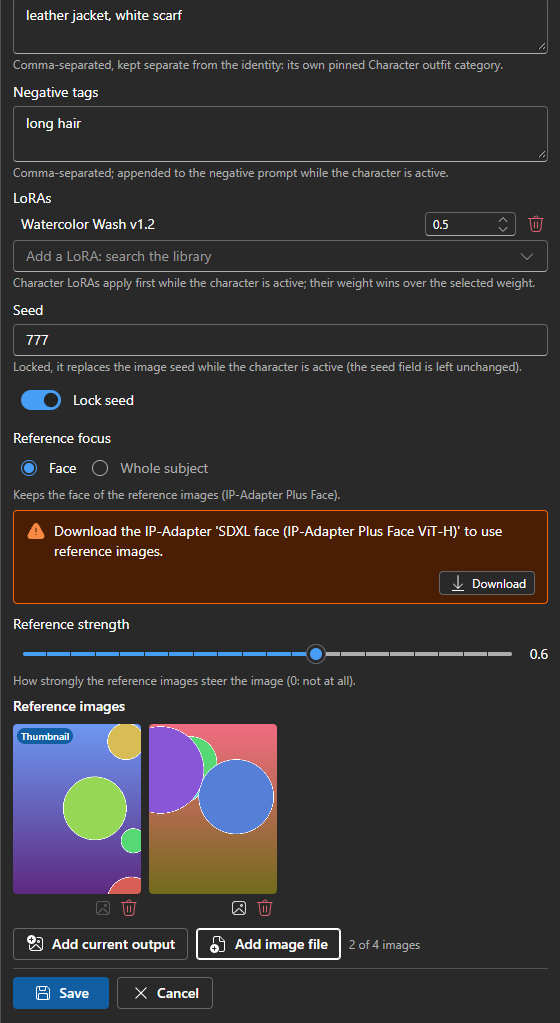 leather jacket, white scarf
Comma-separated, kept separate from the identity: its own pinned Character outfit category.
Negative tags
long hair
Comma-separated; appended to the negative prompt while the character is active.
LoRAs
Watercolor Wash v1.2
0.5
Add a LoRA: search the library
Character LoRAs apply first while the character is active; their weight wins over the selected weight.
Seed
777
Locked, it replaces the image seed while the character is active (the seed field is left unchanged).
Lock seed
Reference focus
Face
Whole subject
Keeps the face of the reference images (IP-Adapter Plus Face).
Download the IP-Adapter 'SDXL face (IP-Adapter Plus Face ViT-H)' to use
reference images.
Download
Reference strength
0.6
How strongly the reference images steer the image (0: not at all).
Reference images
Thumbnail
Add current output
Add image file
2 of 4 images
Save
Cancel